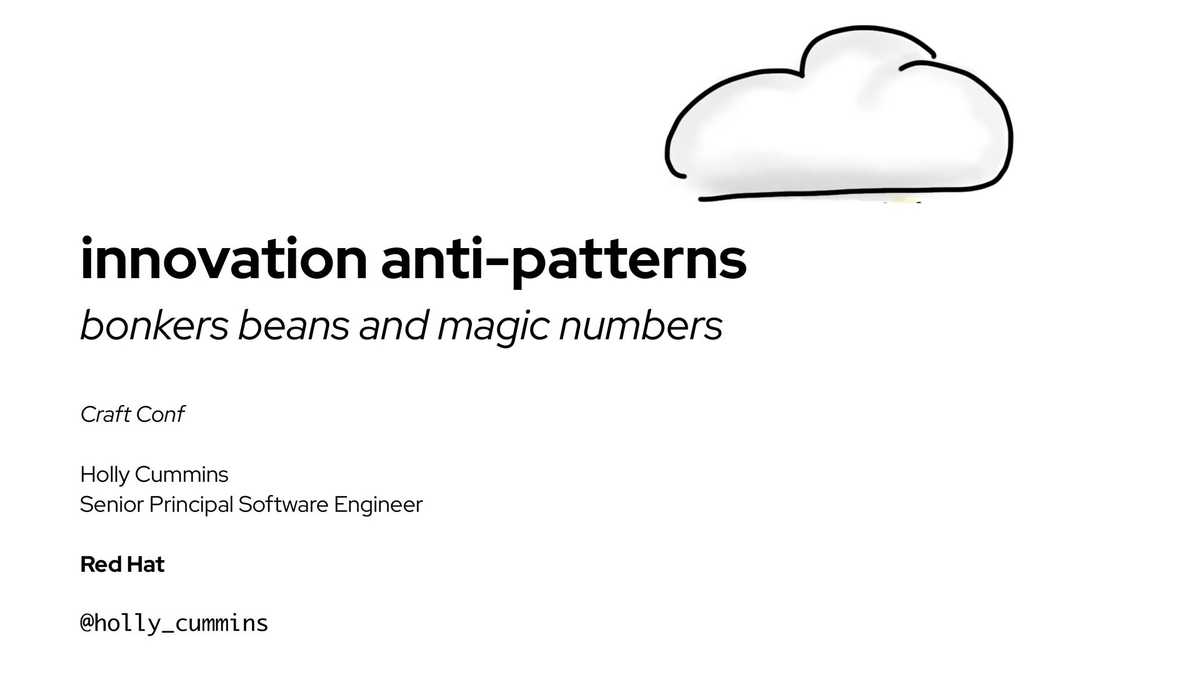 innovation anti-patterns
bonkers beans and magic numbers
Craft Conf
Holly Cummins
Senior Principal Software Engineer
Red Hat
@holly_cummins